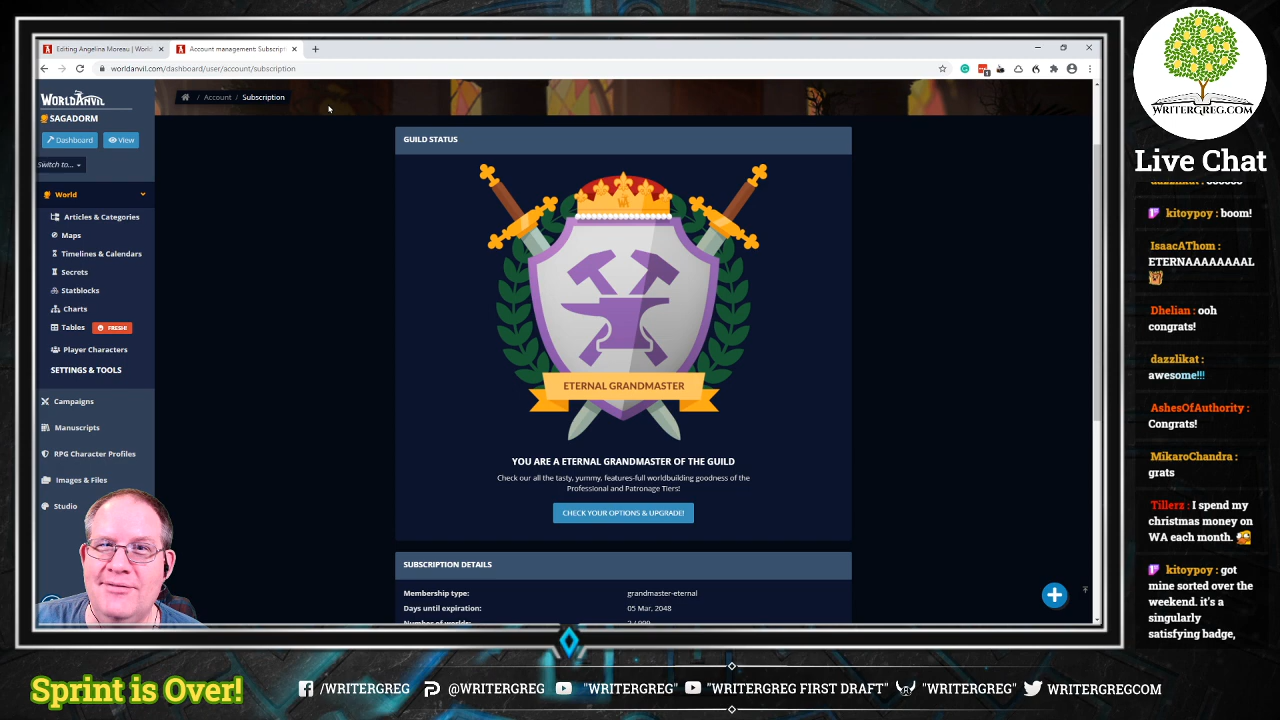 Editing Angelina Moreau | World
Account management: Subscript
worldanvil.com/dashboard/user/account/subscription
WORLDANVIL
SAGADORM
Dashboard
View
Switch to...
World
Articles & Categories
Maps
Timelines & Calendars
Secrets
Statblocks
Charts
Tables
FRESH!
Player Characters
SETTINGS & TOOLS
Campaigns
Manuscripts
RPG Character Profiles
Images & Files
Studio
/ Account / Subscription
GUILD STATUS
WA
ETERNAL GRANDMASTER
YOU ARE A ETERNAL GRANDMASTER OF THE GUILD
Check our all the tasty, yummy, features-full worldbuilding goodness of the
Professional and Patronage Tiers!
CHECK YOUR OPTIONS & UPGRADE!
SUBSCRIPTION DETAILS
Membership type: grandmaster-eternal
Days until expiration: 05 Mar, 2048
Number of worlds:
WRITERGREG.COM
Live Chat
dazzlikat :
kitoypoy : boom!
IsaacAThom :
ETERNAAAAAAAAL
Dhelian : ooh
congrats!
dazzlikat :
awesome!!!
AshesOfAuthority :
Congrats!
MikaroChandra :
grats
Tillerz : I spend my
christmas money on
WA each month.
kitoypoy : got
mine sorted over the
weekend. it's a
singularly
satisfying badge,
Sprint is Over!
/WRITERGREG
@WRITERGREG
"WRITERGREG"
"WRITERGREG FIRST DRAFT"
"WRITERGREG"
WRITERGREGCOM